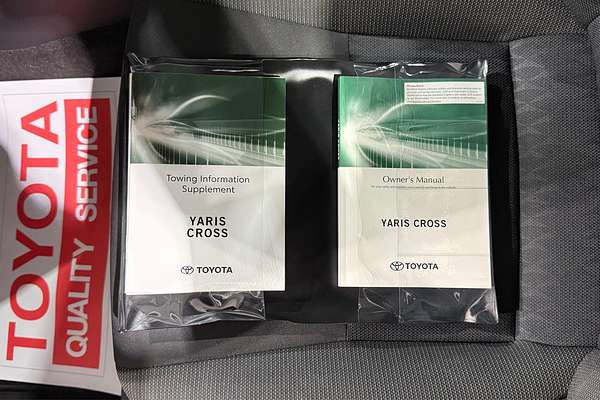 TOYOTA
QUALITY SERVICE
Towing Information
Supplement
YARIS
CROSS
TOYOTA
Owner's Manual
YARIS CROSS
TOYOTA